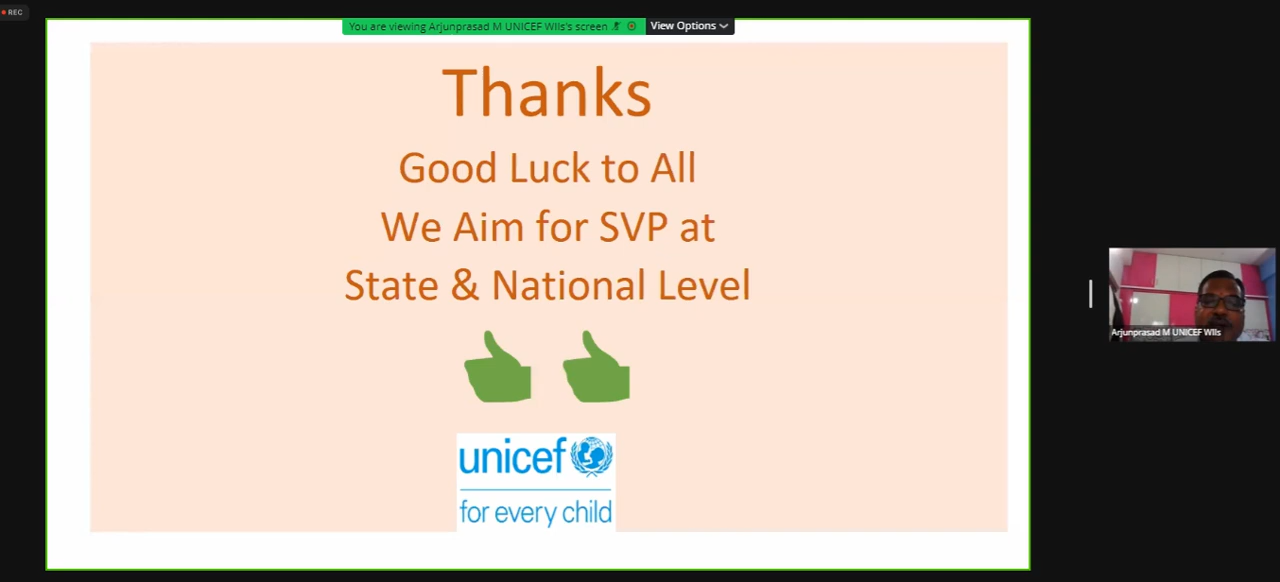 REC
You are viewing Arjunprasad M UNICEF WIIs's screen
View Options
Thanks
Good Luck to All
We Aim for SVP at
State & National Level
unicef
for every child
Arjunprasad M UNICEF WIIs